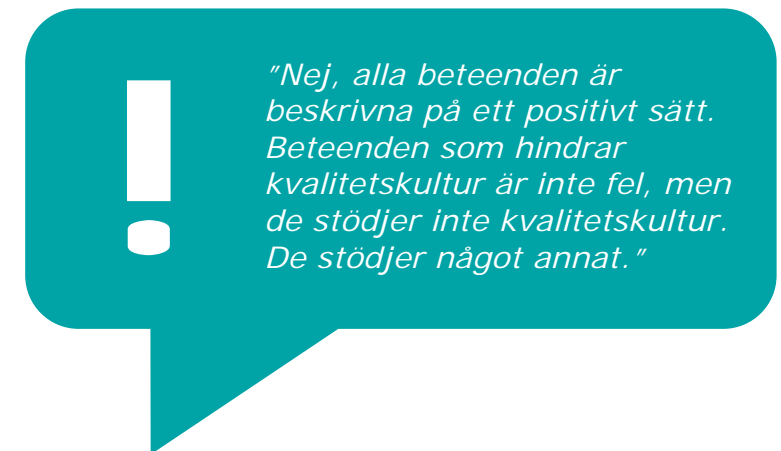 !
"Nej, alla beteenden är
beskrivna på ett positivt sätt.
Beteenden som hindrar
kvalitetskultur är inte fel, men
de stödjer inte kvalitetskultur.
De stödjer något annat."